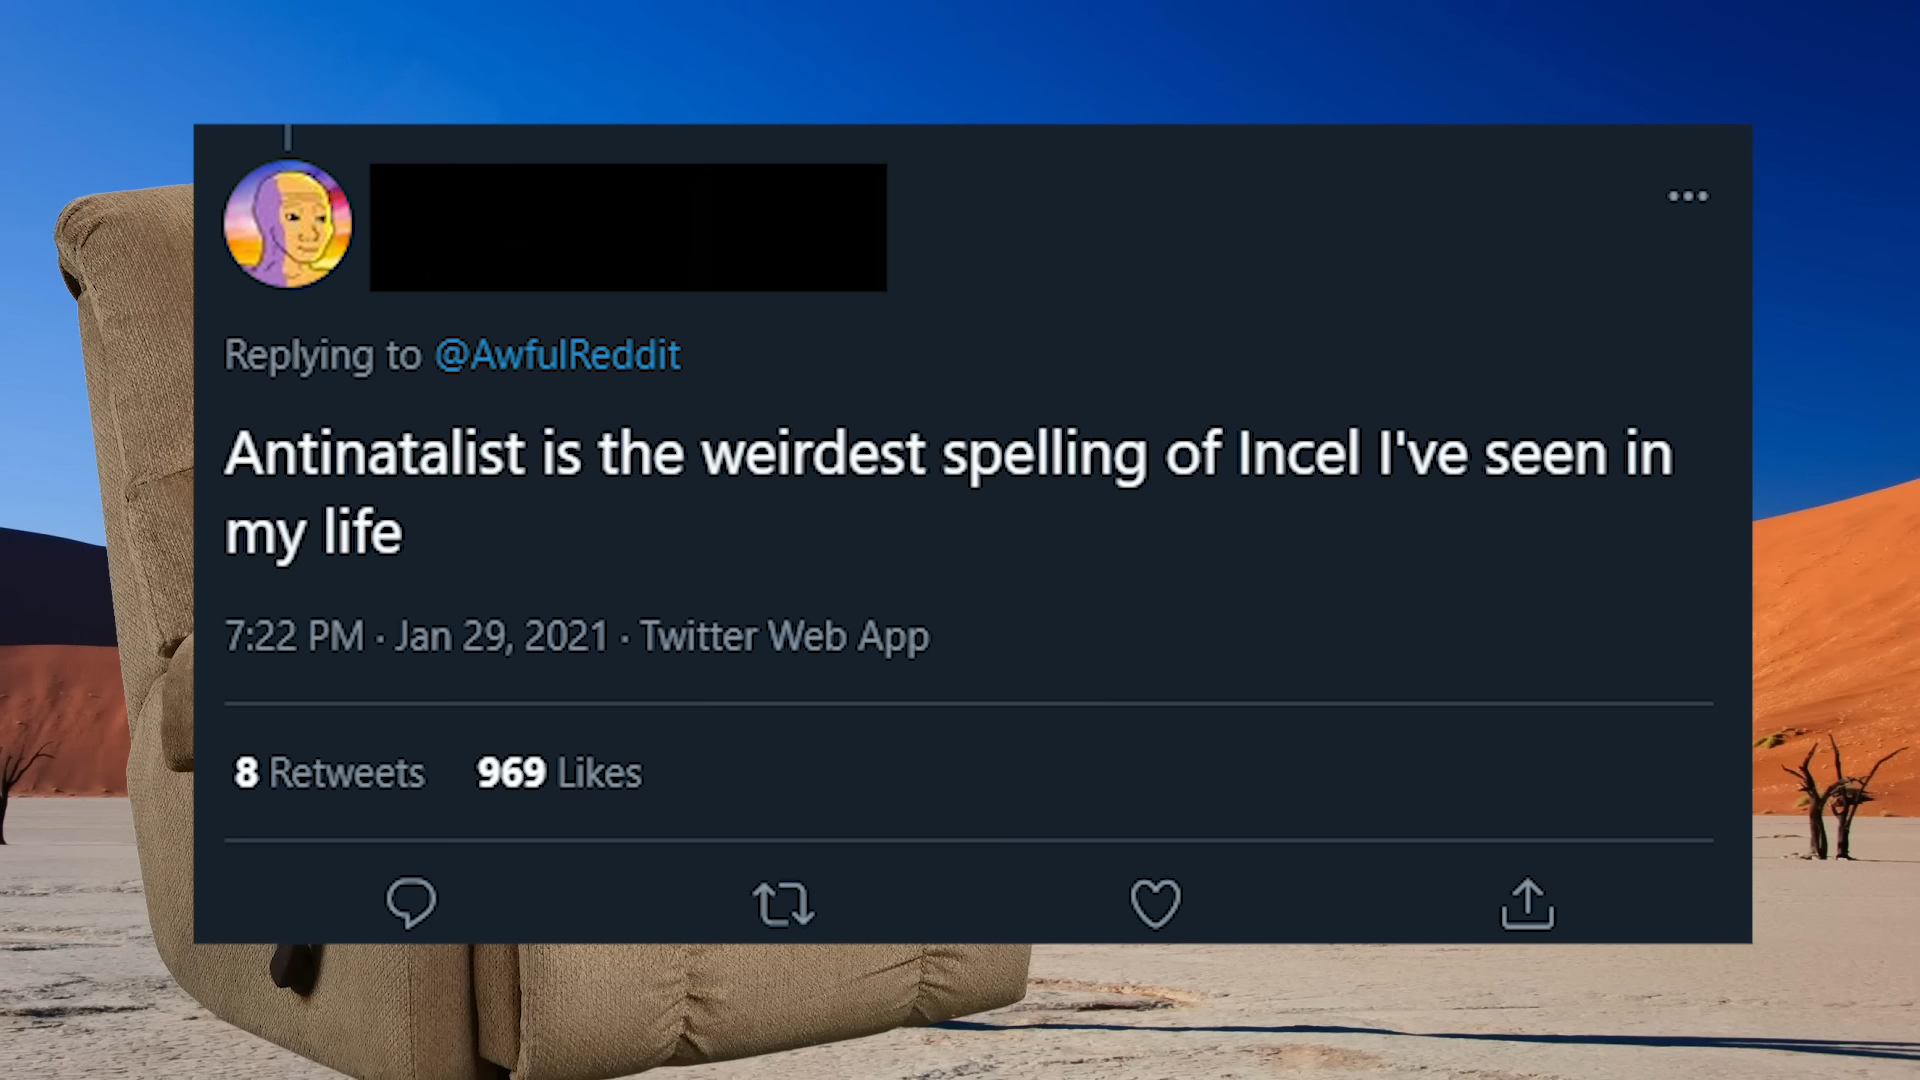 Replying to @AwfulReddit
Antinatalist is the weirdest spelling of Incel I've seen in
my life
7:22 PM · Jan 29, 2021 · Twitter Web App
8 Retweets 969 Likes